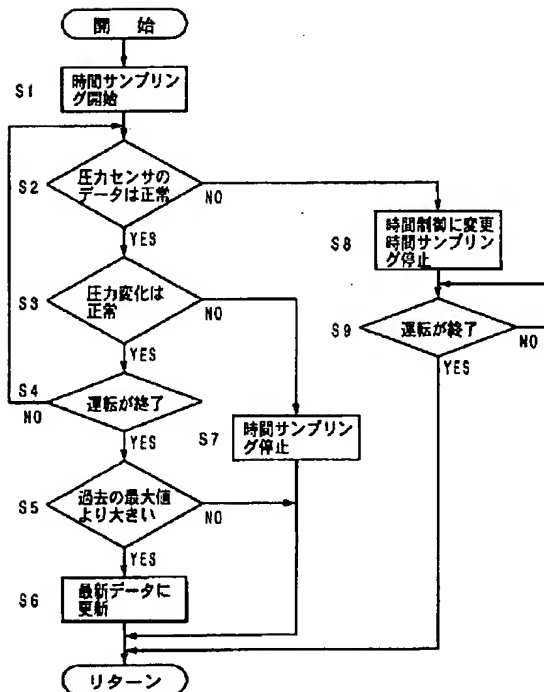 開 始
S1
時間サンプリン
グ開始
S2
圧力センサの
データは正常
NO
YES
S8
時間制御に変更
時間サンプリン
グ停止
S3
圧力変化は
正常
NO
YES
S9
運転が終了
NO
YES
S4
運転が終了
NO
YES
S7
時間サンプリン
グ停止
S5
過去の最大値
より大きい
NO
YES
S6
最新データに
更新
リターン